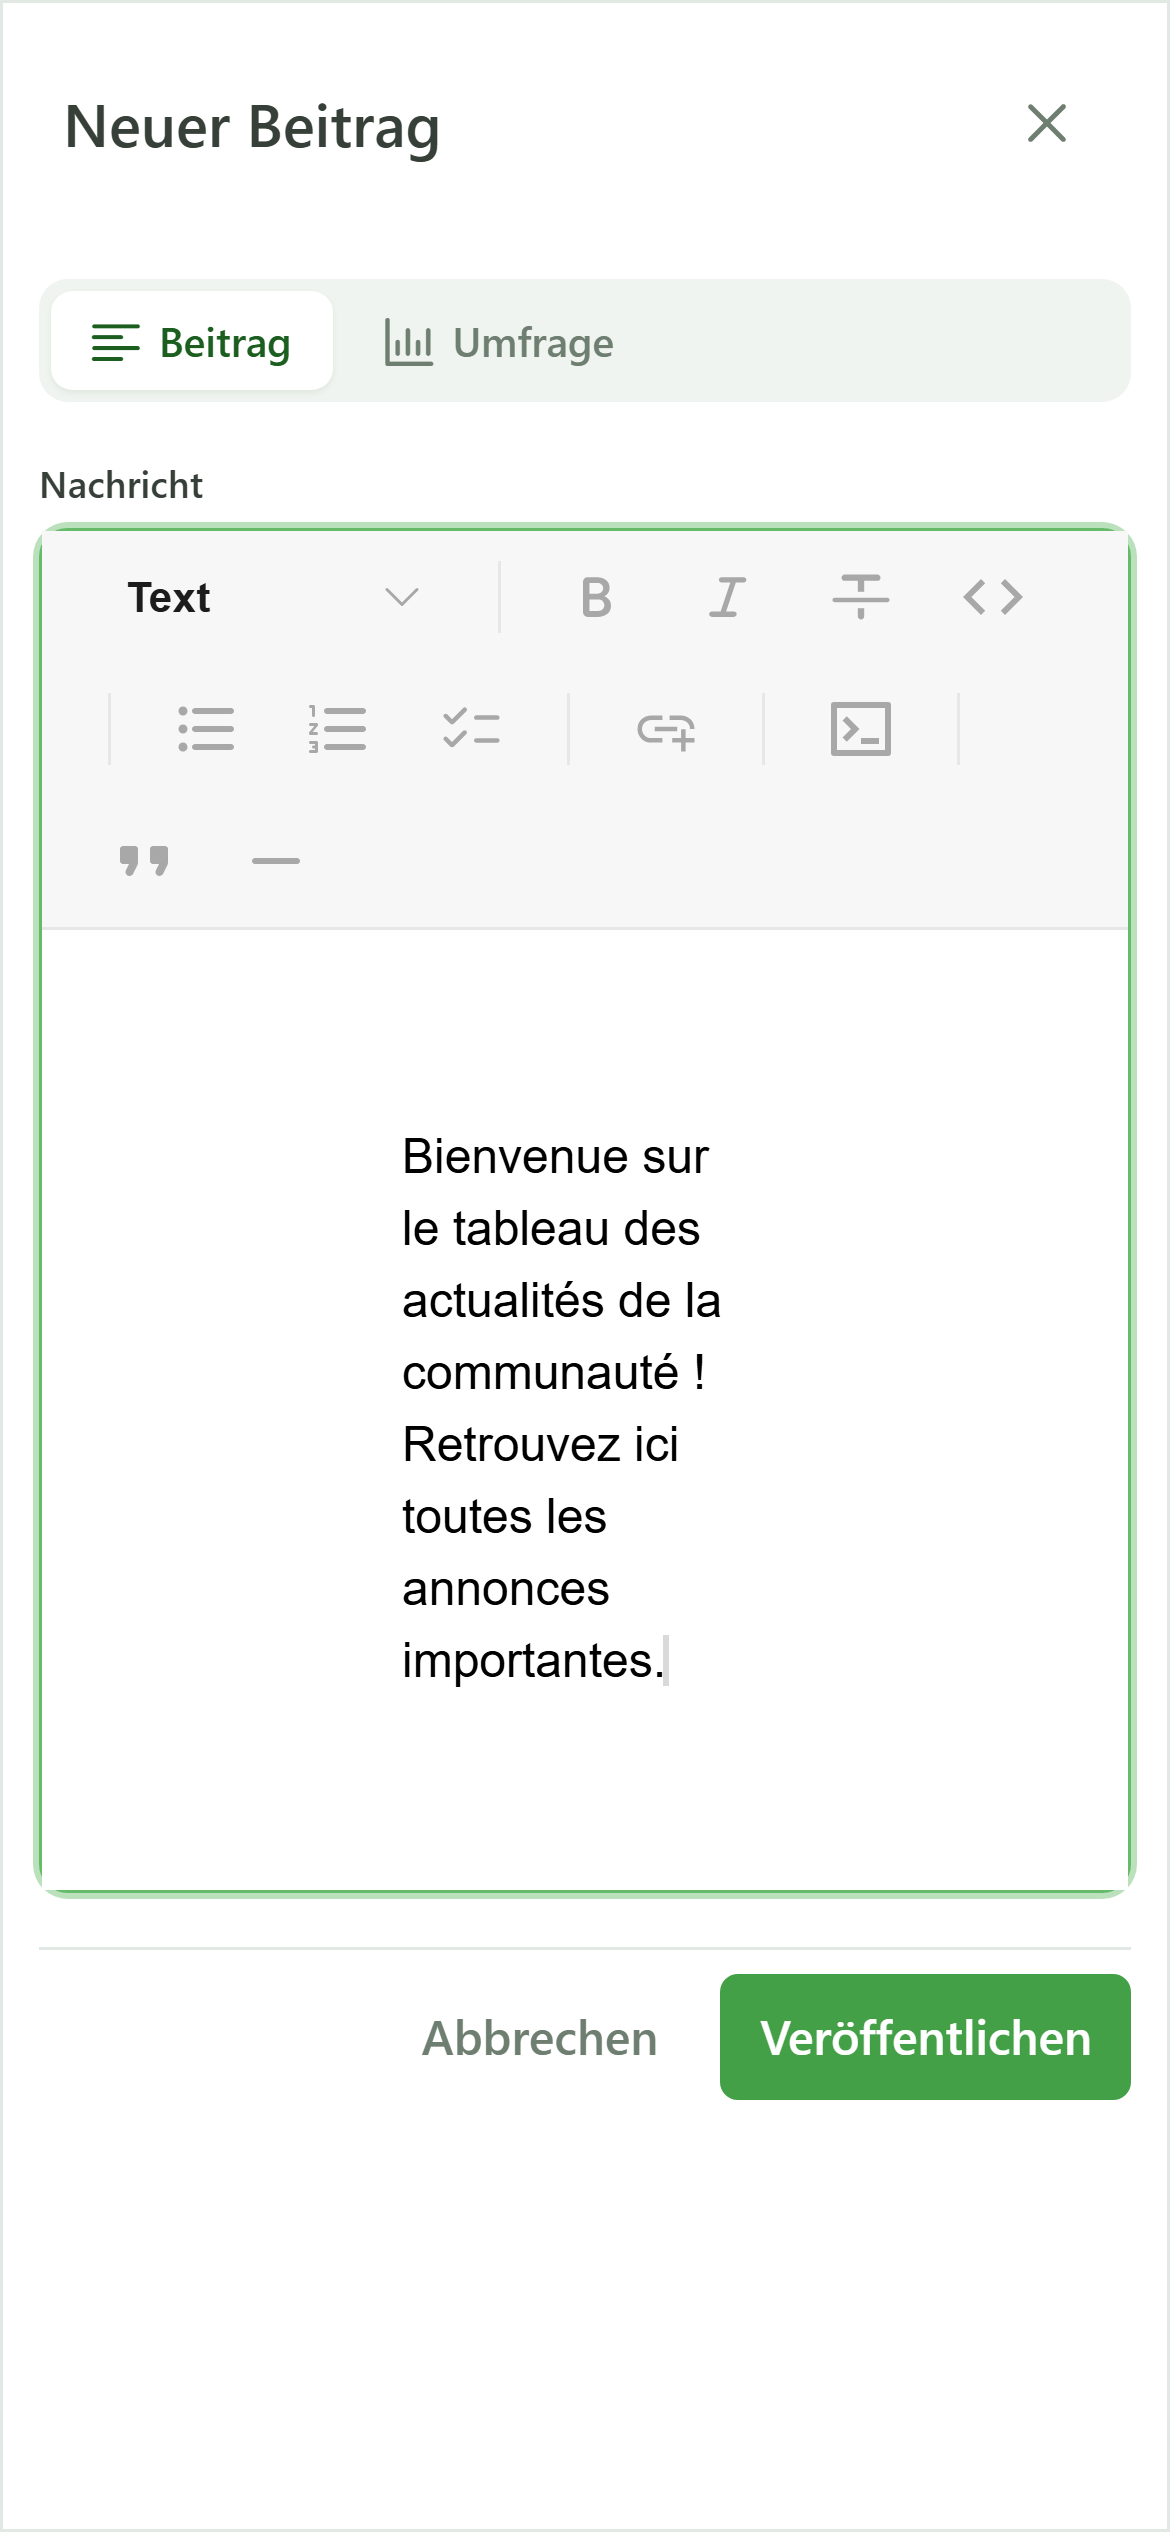 Neuer Beitrag
Beitrag
Umfrage
Nachricht
Text
Bienvenue sur
le tableau des
actualités de la
communauté !
Retrouvez ici
toutes les
annonces
importantes.
Abbrechen
Veröffentlichen